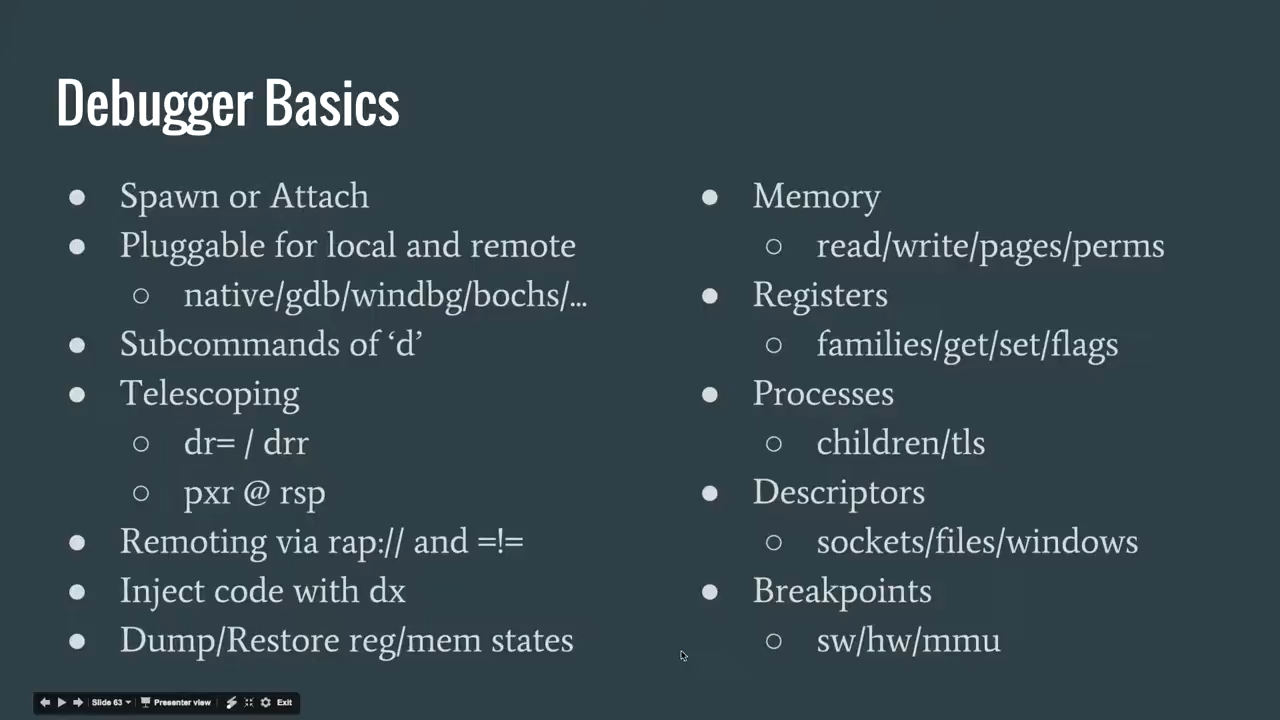 Debugger Basics
● Spawn or Attach
● Pluggable for local and remote
○ native/gdb/windbg/bochs/...
● Subcommands of ‘d’
● Telescoping
○ dr= / drr
○ pxr @ rsp
● Remoting via rap:// and =!=
● Inject code with dx
● Dump/Restore reg/mem states
● Memory
○ read/write/pages/perms
● Registers
○ families/get/set/flags
● Processes
○ children/tls
● Descriptors
○ sockets/files/windows
● Breakpoints
○ sw/hw/mmu
Slide 63 Presenter view Exit